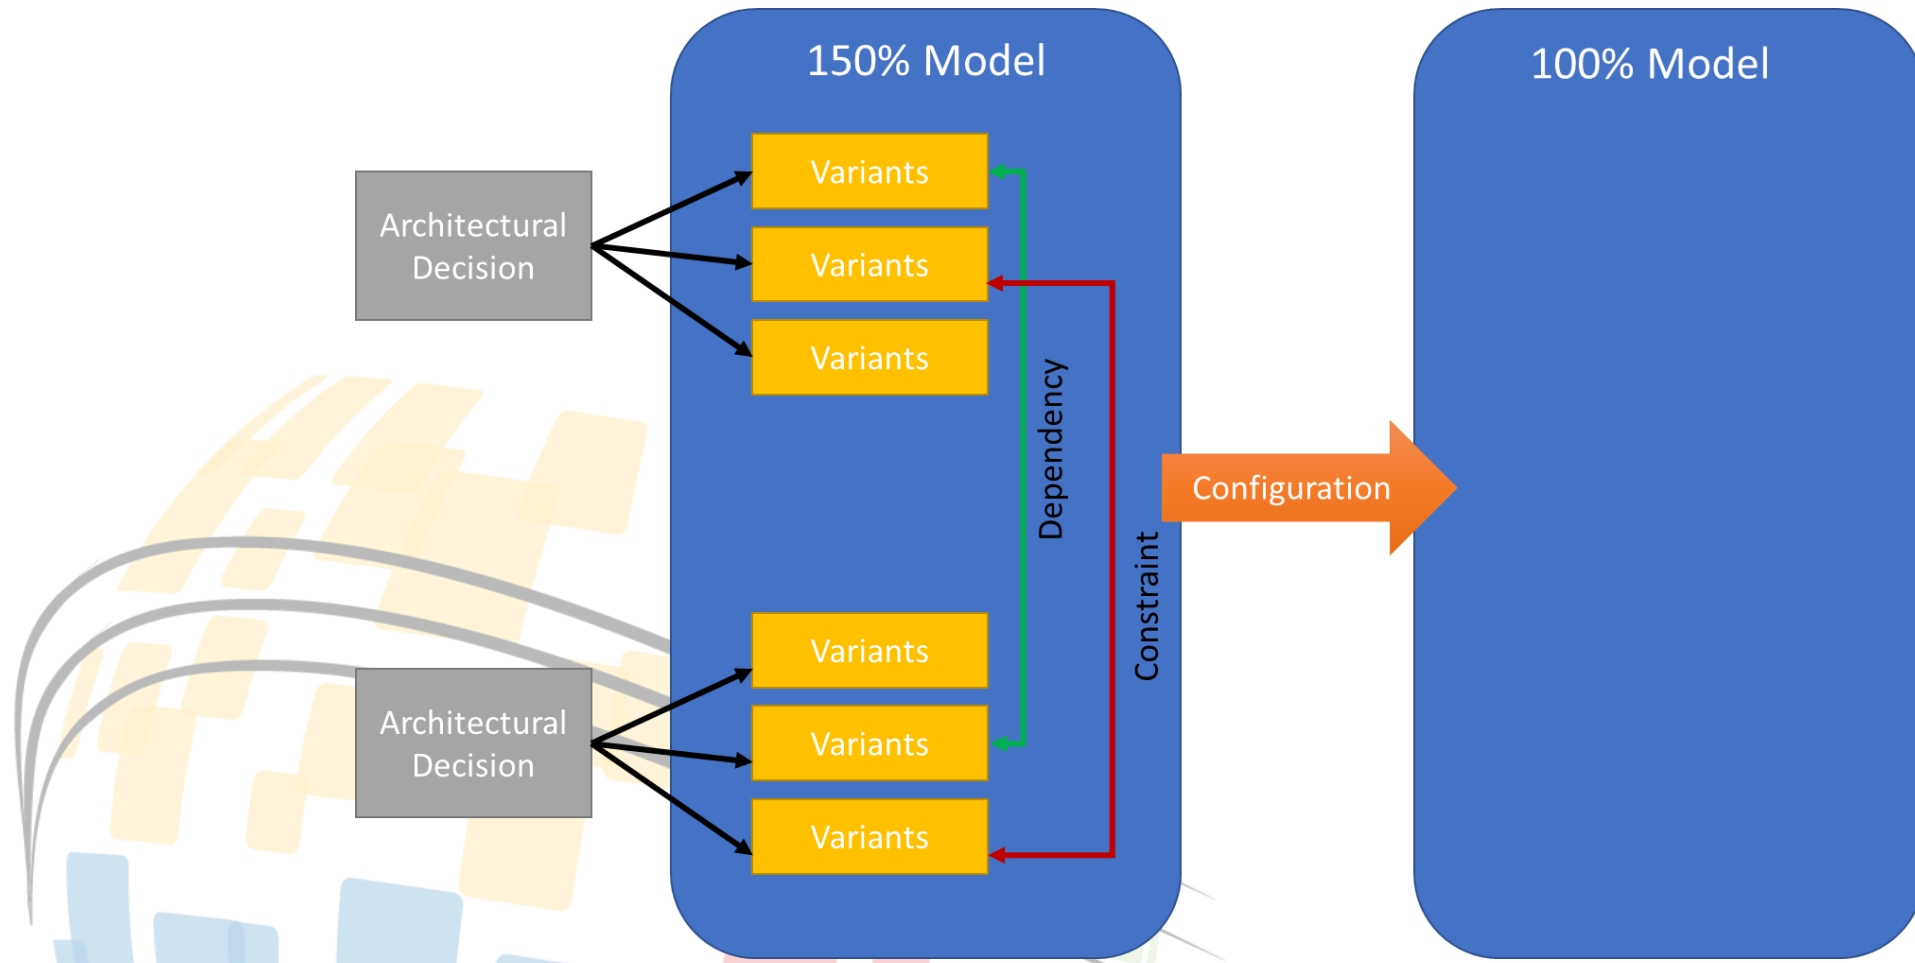 150% Model
100% Model
Architectural
Decision
Variants
Variants
Variants
Dependency
Constraint
Configuration
Architectural
Decision
Variants
Variants
Variants